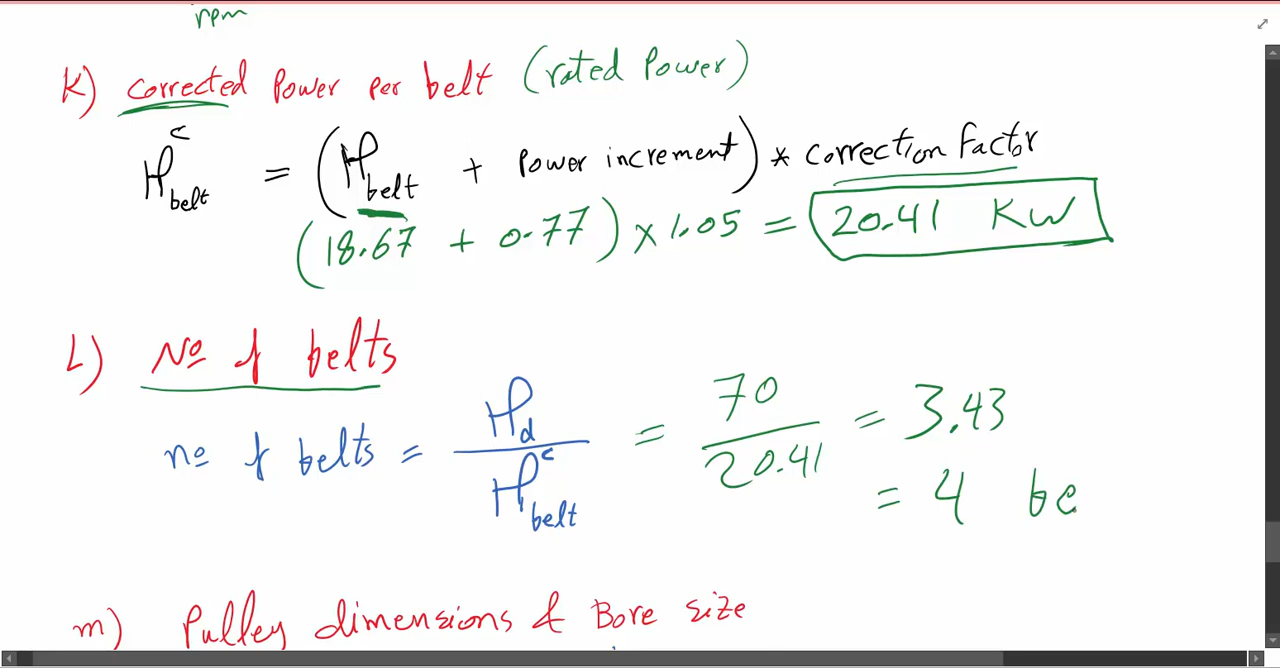 rpm
K) corrected Power Per belt (rated Power)
H^c_belt = (H_belt + Power increment) * correction Factor
(18.67 + 0.77) × 1.05 = 20.41 KW
L) No of belts
no of belts = H_d / H^c_belt = 70 / 20.41 = 3.43
= 4 be
m) Pulley dimensions & Bore size